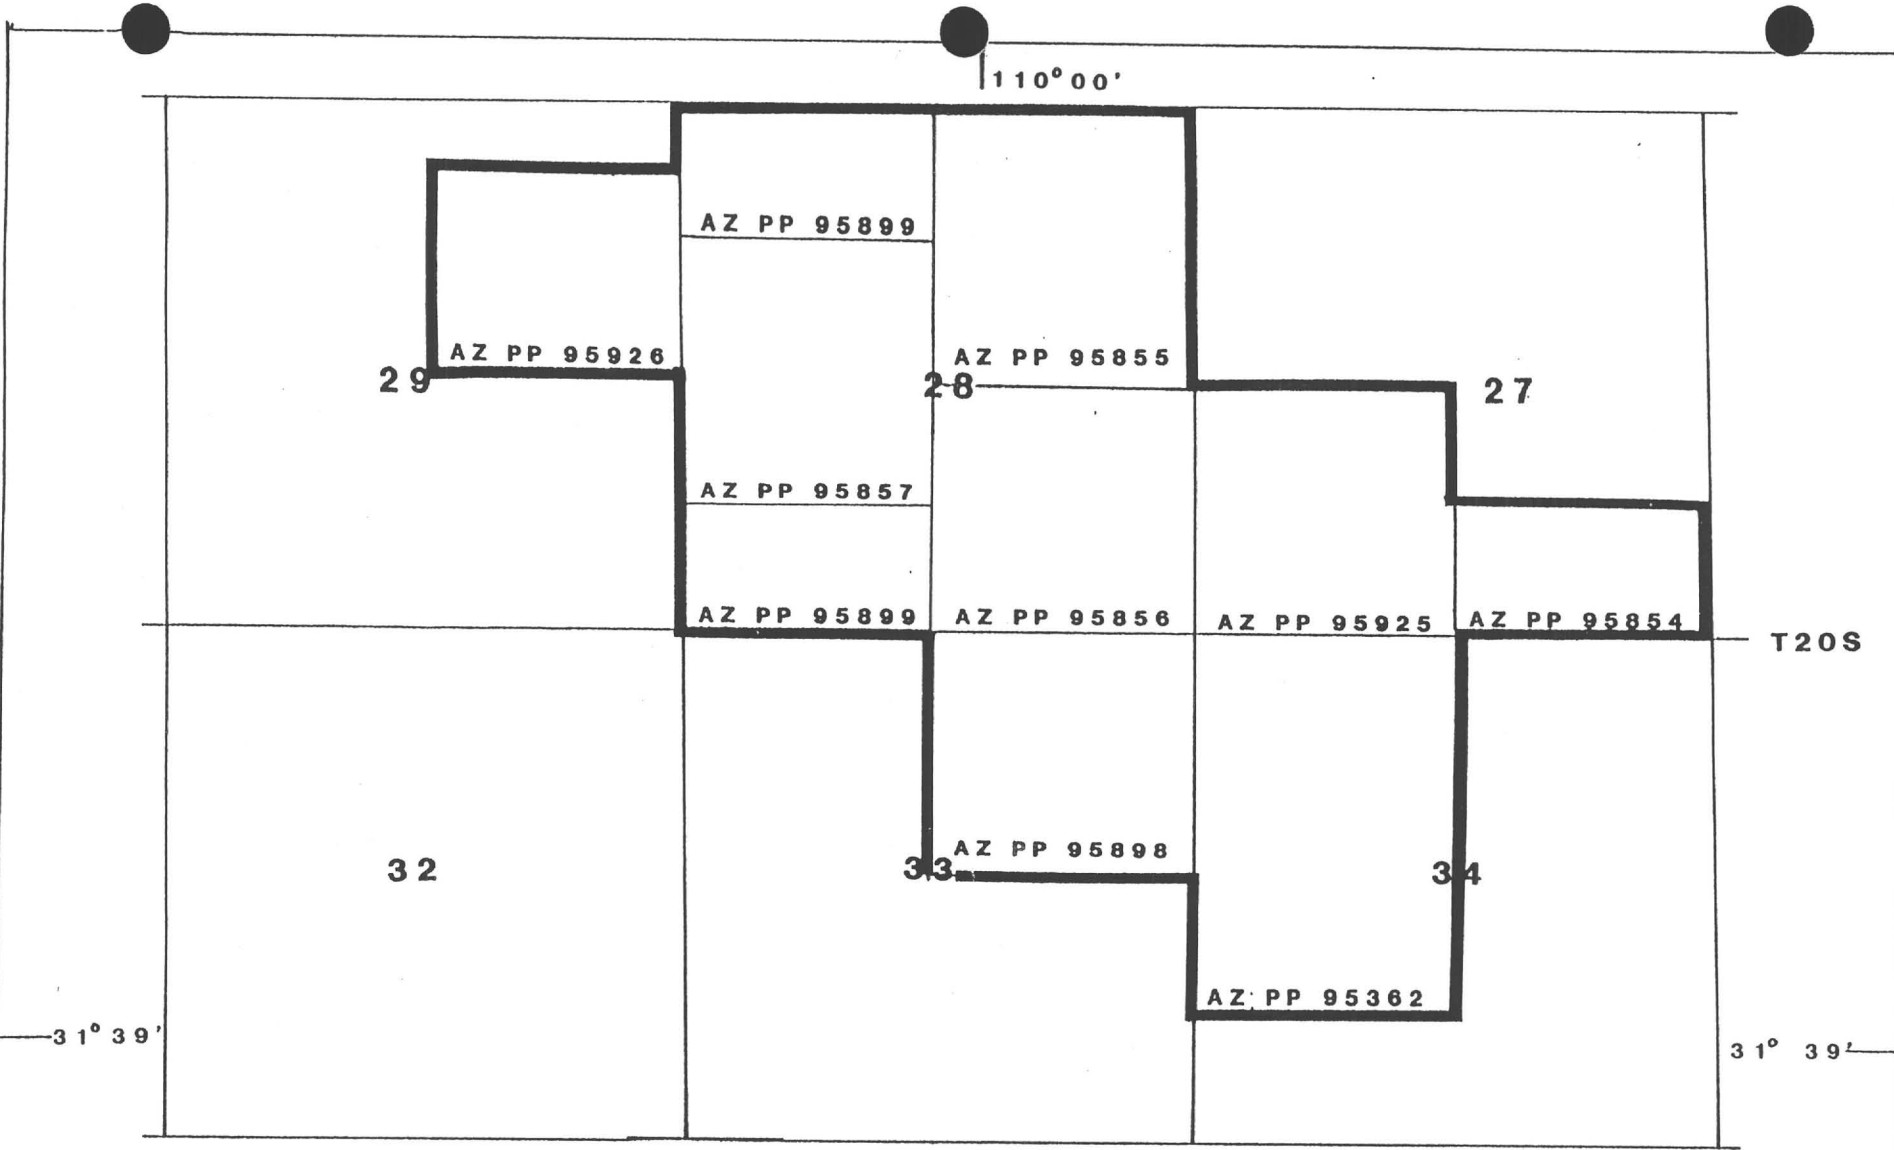 110° 00'
AZ PP 95899
AZ PP 95926
AZ PP 95855
29
28
27
AZ PP 95857
AZ PP 95899
AZ PP 95856
AZ PP 95925
AZ PP 95854
T20S
AZ PP 95898
32
33
34
AZ PP 95362
31° 39'
31° 39'